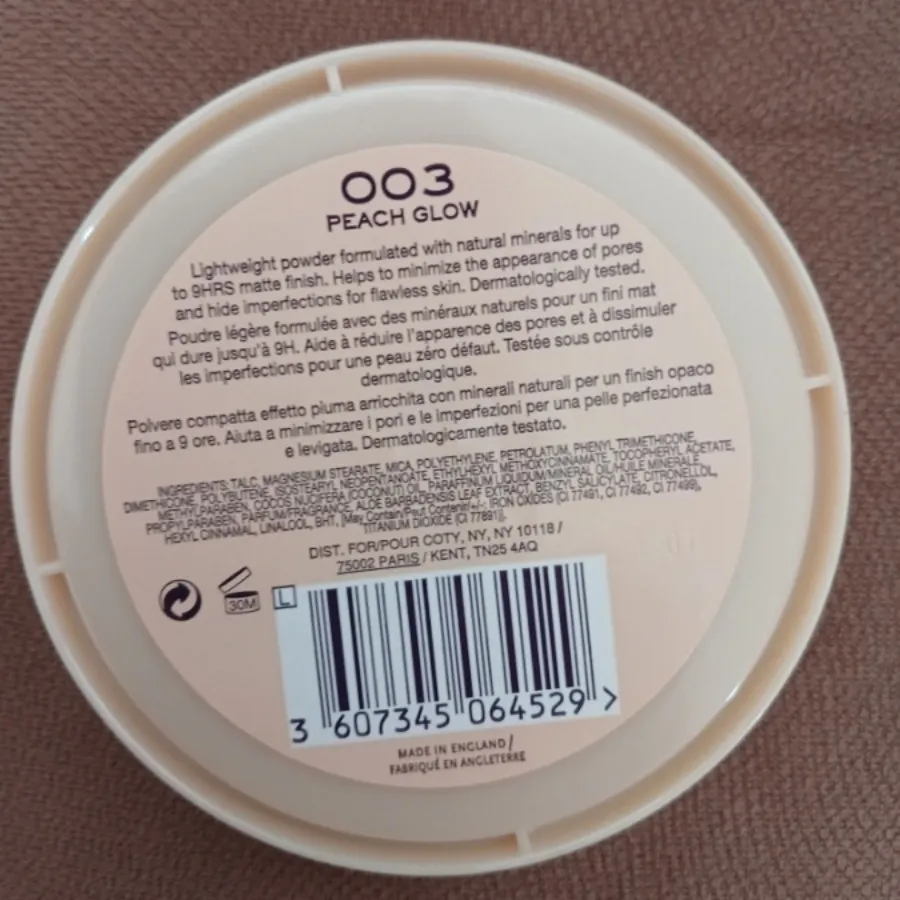 003
PEACH GLOW
Lightweight powder formulated with natural minerals for up
to 9HRS matte finish. Helps to minimize the appearance of pores
and hide imperfections for flawless skin. Dermatologically tested.
Poudre légère formulée avec des minéraux naturels pour un fini mat
qui dure jusqu'à 9H. Aide à réduire l'apparence des pores et à dissimuler
les imperfections pour une peau zéro défaut. Testée sous contrôle
dermatologique.
Polvere compatta effetto piuma arricchita con minerali naturali per un finish opaco
fino a 9 ore. Aiuta a minimizzare i pori e le imperfezioni per una pelle perfezionata
e levigata. Dermatologicamente testato.
INGREDIENTS: TALC, MAGNESIUM STEARATE, MICA, POLYETHYLENE, PETROLATUM, PHENYL TRIMETHICONE,
DIMETHICONE, POLYBUTENE, ISOSTEARYL NEOPENTANOATE, ETHYLHEXYL METHOXYCINNAMATE, TOCOPHERYL ACETATE,
METHYLPARABEN, COCOS NUCIFERA (COCONUT) OIL, PARAFFINUM LIQUIDUM/MINERAL OIL/HUILE MINERALE,
PROPYLPARABEN, PARFUM/FRAGRANCE, ALOE BARBADENSIS LEAF EXTRACT, BENZYL SALICYLATE, CITRONELLOL,
HEXYL CINNAMAL, LINALOOL, BHT, [May Contain/Peut Contenir/+/-: IRON OXIDES (CI 77491, CI 77492, CI 77499),
TITANIUM DIOXIDE (CI 77891)].
DIST. FOR/POUR COTY, NY, NY 10118 /
75002 PARIS / KENT, TN25 4AQ
30M
L
3 607345 064529 >
MADE IN ENGLAND /
FABRIQUÉ EN ANGLETERRE